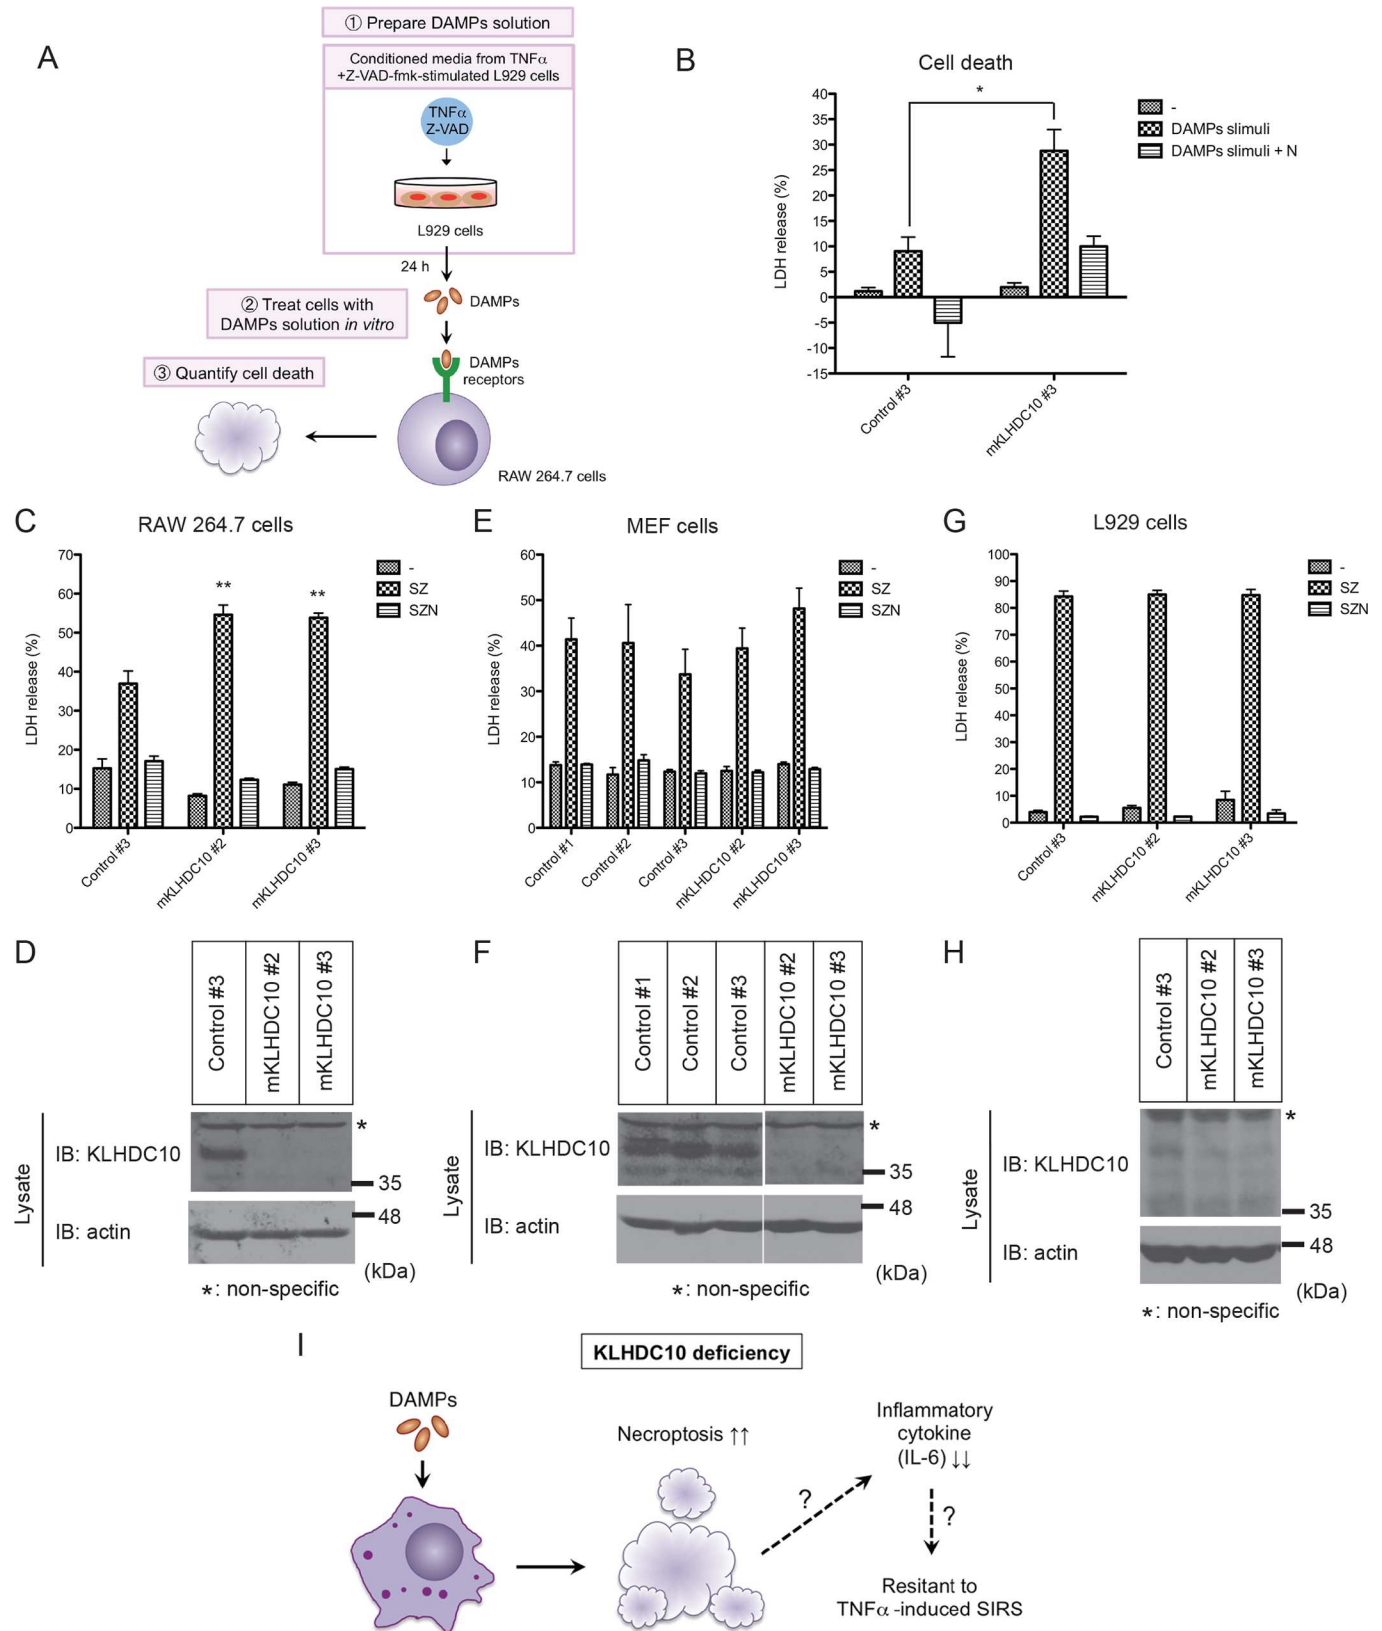 A
① Prepare DAMPs solution
Conditioned media from TNFα
+Z-VAD-fmk-stimulated L929 cells
TNFα
Z-VAD
L929 cells
24 h
DAMPs
② Treat cells with
DAMPs solution in vitro
DAMPs
receptors
③ Quantify cell death
RAW 264.7 cells
B
Cell death
LDH release (%)
40
35
30
25
20
15
10
5
0
-5
-10
-15
*
Control #3
mKLHDC10 #3
-
DAMPs slimuli
DAMPs slimuli + N
C
RAW 264.7 cells
LDH release (%)
70
60
50
40
30
20
10
0
**
**
Control #3
mKLHDC10 #2
mKLHDC10 #3
-
SZ
SZN
E
MEF cells
LDH release (%)
60
50
40
30
20
10
0
Control #1
Control #2
Control #3
mKLHDC10 #2
mKLHDC10 #3
-
SZ
SZN
G
L929 cells
LDH release (%)
100
90
80
70
60
50
40
30
20
10
0
Control #3
mKLHDC10 #2
mKLHDC10 #3
-
SZ
SZN
D
Control #3
mKLHDC10 #2
mKLHDC10 #3
Lysate
IB: KLHDC10
*
35
48
IB: actin
(kDa)
*: non-specific
F
Control #1
Control #2
Control #3
mKLHDC10 #2
mKLHDC10 #3
Lysate
IB: KLHDC10
*
35
48
IB: actin
(kDa)
*: non-specific
H
Control #3
mKLHDC10 #2
mKLHDC10 #3
Lysate
IB: KLHDC10
*
35
48
IB: actin
(kDa)
*: non-specific
I
KLHDC10 deficiency
DAMPs
Necroptosis ↑↑
?
Inflammatory
cytokine
(IL-6) ↓↓
?
Resitant to
TNFα -induced SIRS